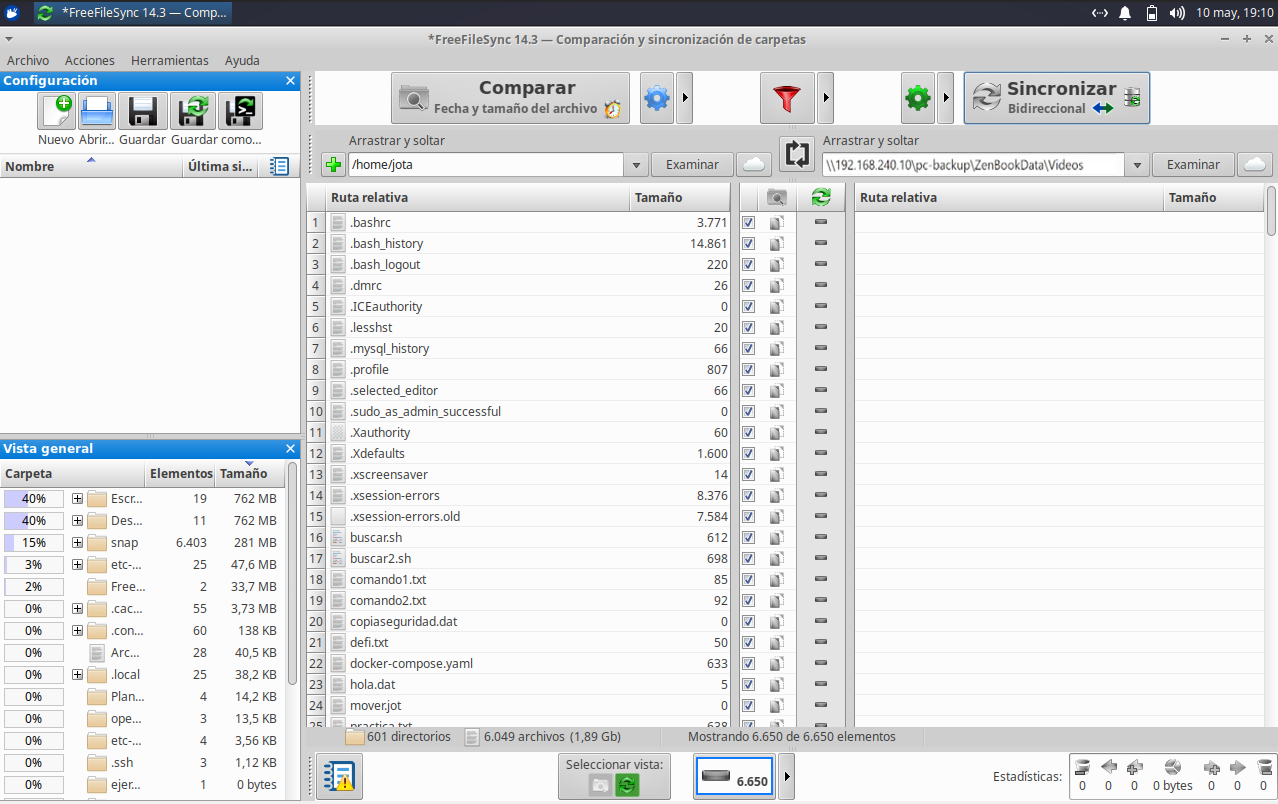 *FreeFileSync 14.3 — Comp...
10 may, 19:10
*FreeFileSync 14.3 — Comparación y sincronización de carpetas
Archivo Acciones Herramientas Ayuda
Configuración
Nuevo Abrir... Guardar Guardar como...
Nombre Última si...
Comparar
Fecha y tamaño del archivo
Sincronizar
Bidireccional
Arrastrar y soltar
/home/jota
Examinar
Arrastrar y soltar
\\192.168.240.10\pc-backup\ZenBookData\Videos
Examinar
Ruta relativa Tamaño
Ruta relativa Tamaño
1 .bashrc 3.771
2 .bash_history 14.861
3 .bash_logout 220
4 .dmrc 26
5 .ICEauthority 0
6 .lesshst 20
7 .mysql_history 66
8 .profile 807
9 .selected_editor 66
10 .sudo_as_admin_successful 0
11 .Xauthority 60
12 .Xdefaults 1.600
13 .xscreensaver 14
14 .xsession-errors 8.376
15 .xsession-errors.old 7.584
16 buscar.sh 612
17 buscar2.sh 698
18 comando1.txt 85
19 comando2.txt 92
20 copiaseguridad.dat 0
21 defi.txt 50
22 docker-compose.yaml 633
23 hola.dat 5
24 mover.jot 0
25 practica.txt 638
Vista general
Carpeta Elementos Tamaño
40% Escr... 19 762 MB
40% Des... 11 762 MB
15% snap 6.403 281 MB
3% etc-... 25 47,6 MB
2% Free... 2 33,7 MB
0% .cac... 55 3,73 MB
0% .con... 60 138 KB
0% Arc... 28 40,5 KB
0% .local 25 38,2 KB
0% Plan... 4 14,2 KB
0% ope... 3 13,5 KB
0% etc-... 4 3,56 KB
0% .ssh 3 1,12 KB
0% ejer... 1 0 bytes
601 directorios 6.049 archivos (1,89 Gb) Mostrando 6.650 de 6.650 elementos
Seleccionar vista:
6.650
Estadísticas:
0 0 0 0 bytes 0 0 0